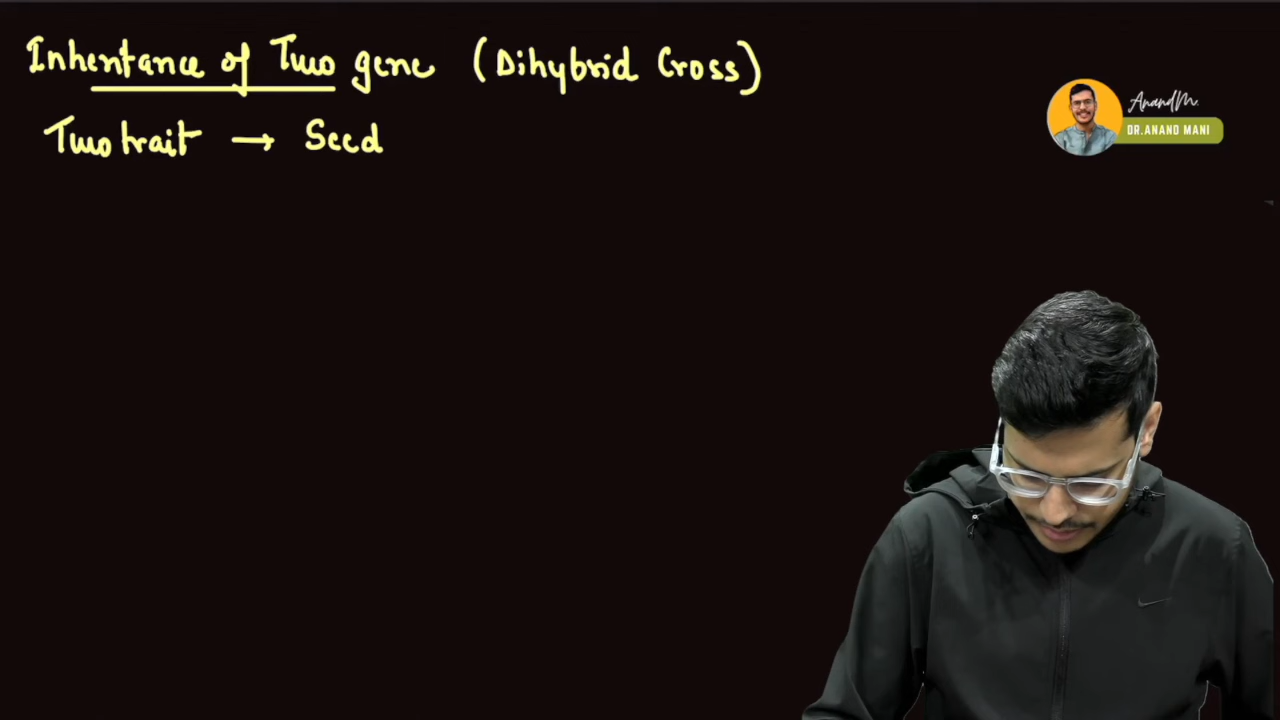 Inheritance of Two gene (Dihybrid Cross)
Two trait → Seed
AnandM.
DR.ANAND MANI